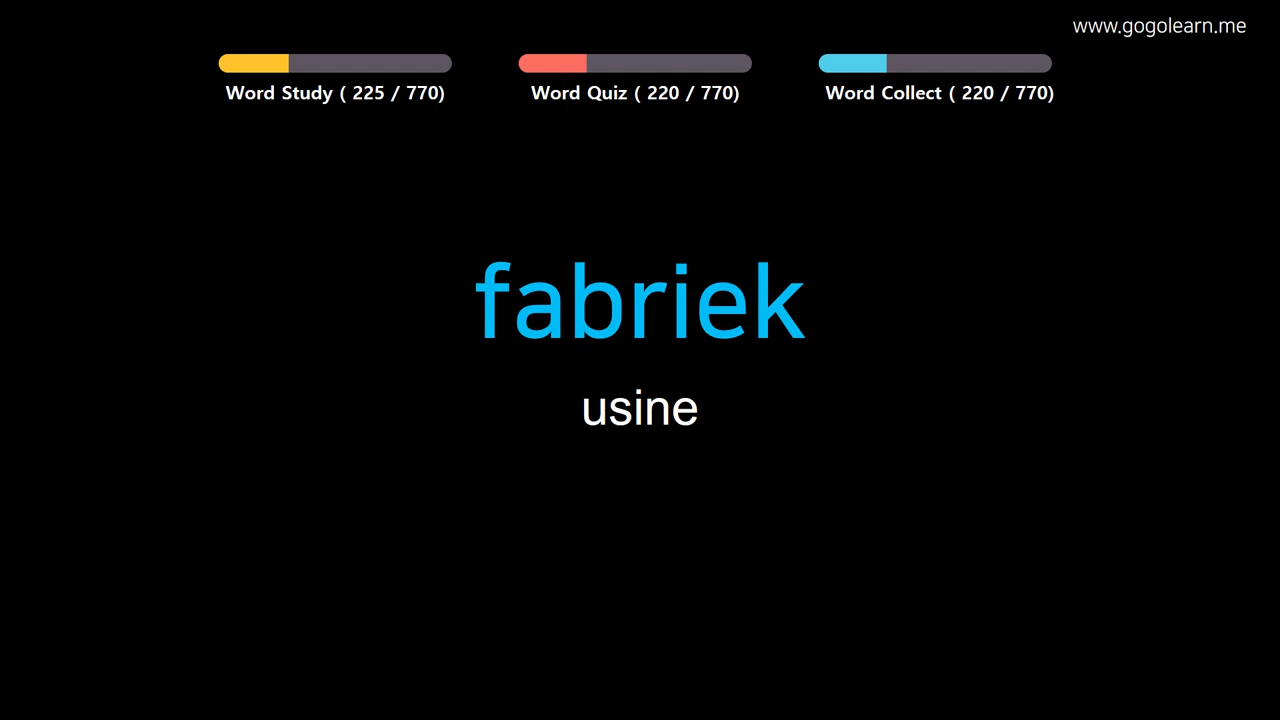 www.gogolearn.me
Word Study ( 225 / 770)
Word Quiz ( 220 / 770)
Word Collect ( 220 / 770)
fabriek
usine